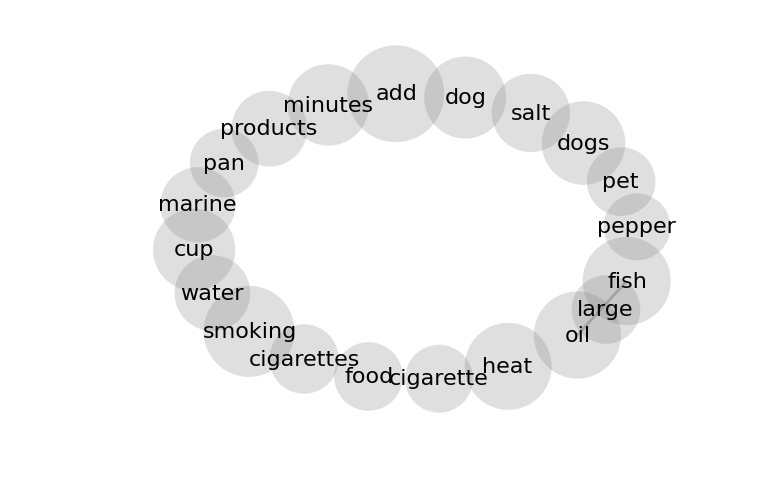 add
dog
minutes
salt
products
dogs
pan
pet
marine
pepper
cup
fish
water
large
smoking
oil
cigarettes
heat
food
cigarette